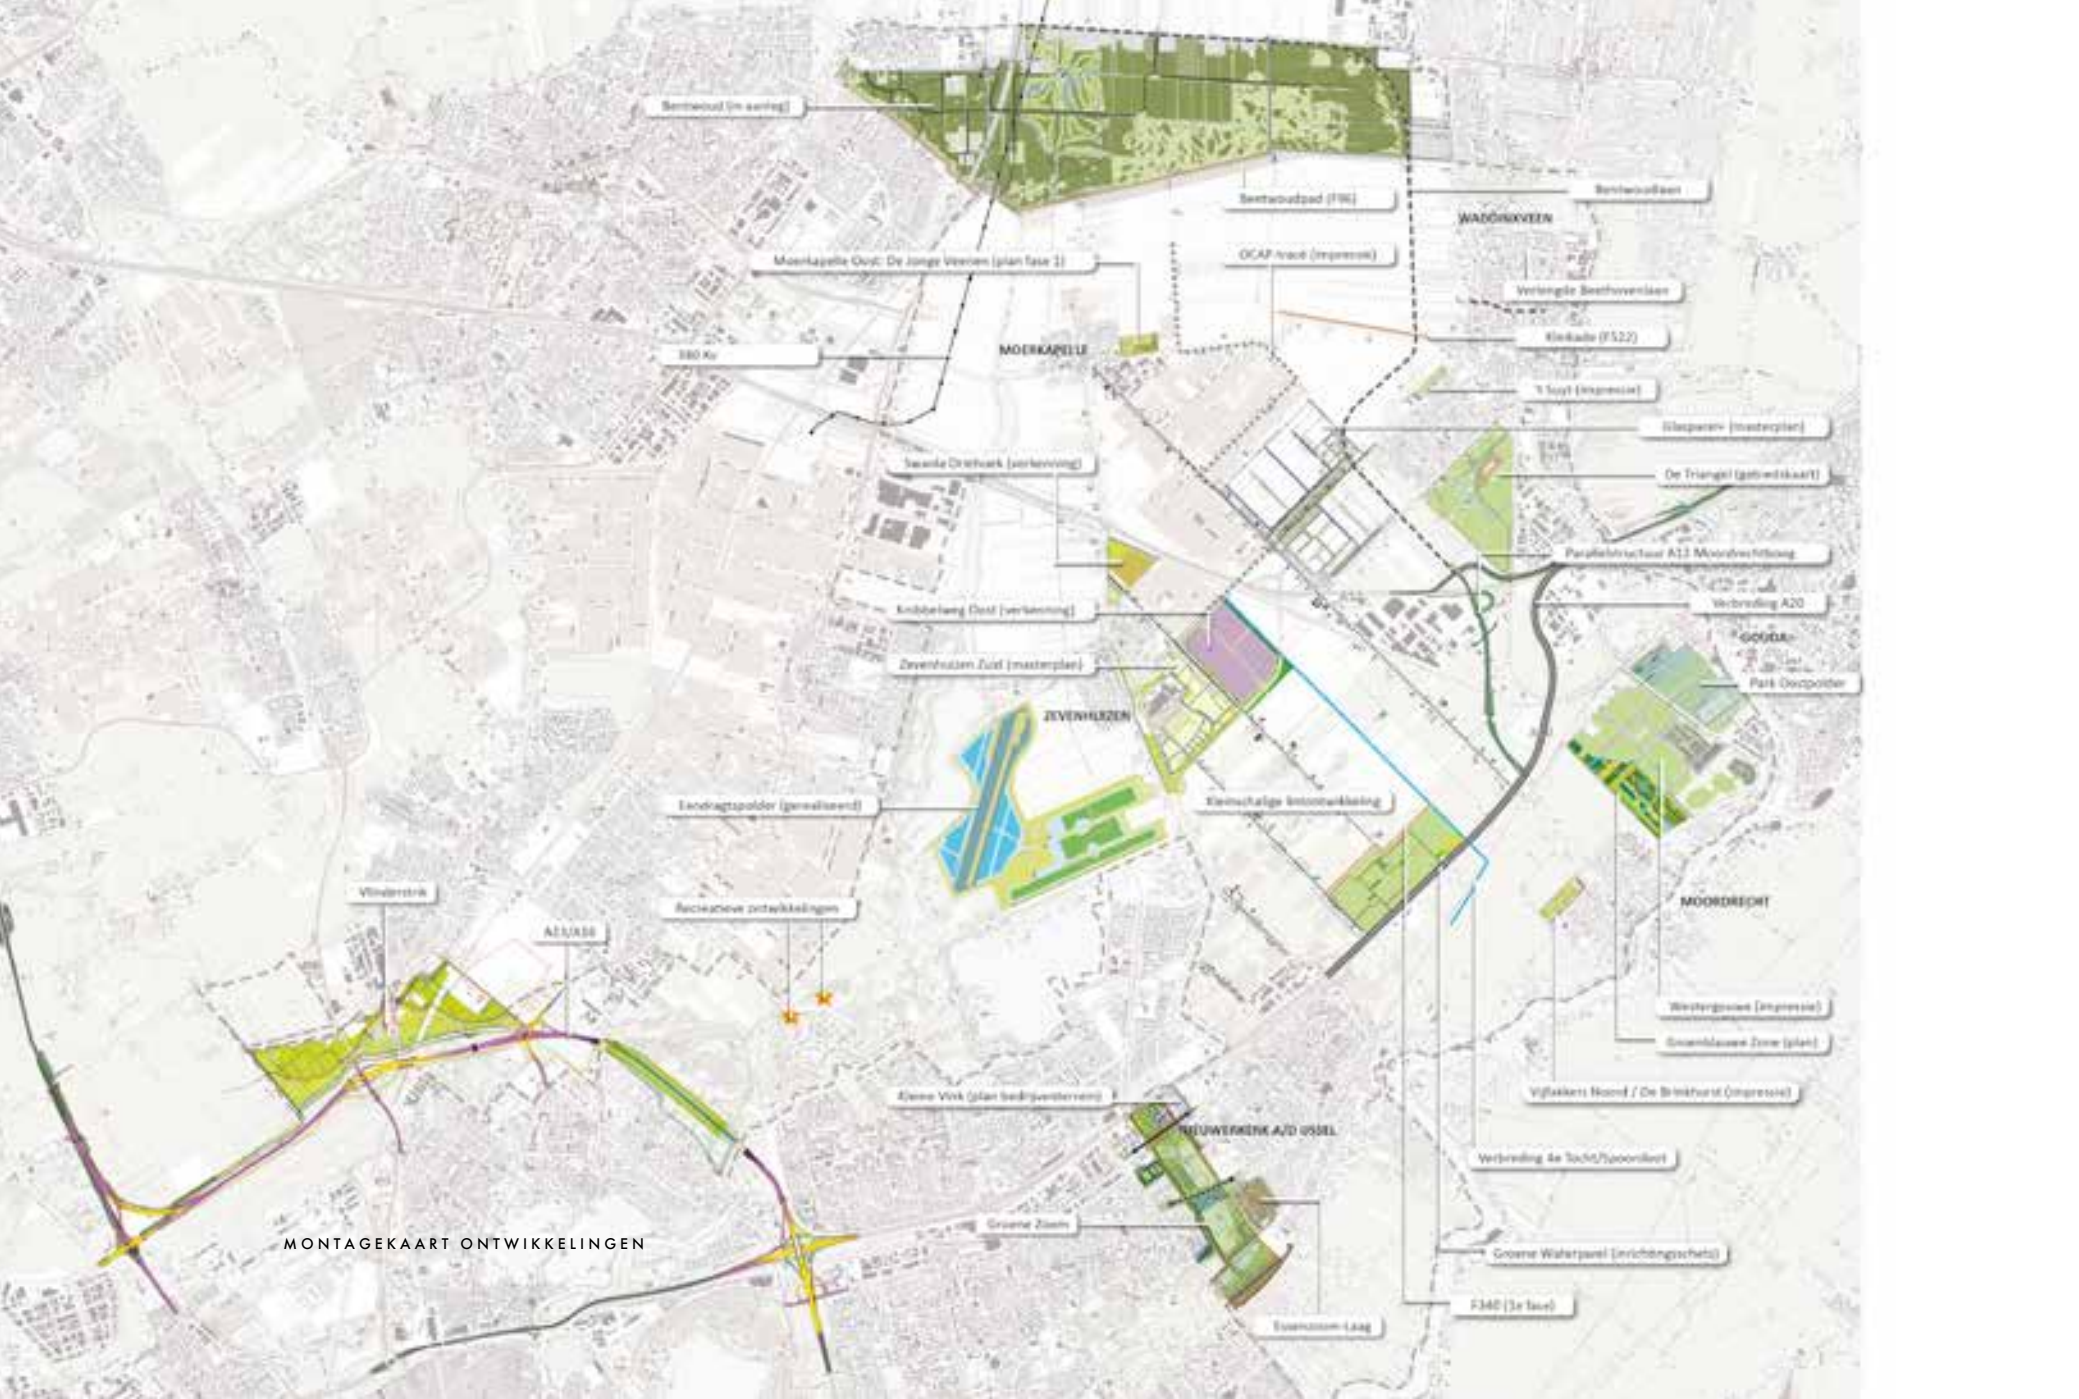 Bentwoud (in aanleg)
Bentwoudlaan
Bentwoudpad (F96)
WADDINXVEEN
OCAP-tracé (impressie)
Moerkapelle Oost: De Jonge Veenen (plan fase 1)
Verlengde Beethovenlaan
Kleikade (F522)
MOERKAPELLE
380 Kv
't Suyt (impressie)
Glasparel+ (masterplan)
Swanla Driehoek (verkenning)
De Triangel (gebiedskaart)
Parallelstructuur A12 Moordrechtboog
Verbreding A20
Knibbelweg Oost (verkenning)
GOUDA
Zevenhuizen Zuid (masterplan)
Park Oostpolder
ZEVENHUIZEN
Eendragtspolder (gerealiseerd)
Kleinschalige lintontwikkeling
Vlinderstrik
MOORDRECHT
Recreatieve ontwikkelingen
A13/A16
Westergouwe (impressie)
Groenblauwe Zone (plan)
Vijfakkers Noord / De Brinkhorst (impressie)
Kleine Vink (plan bedrijventerrein)
NIEUWERKERK A/D IJSSEL
Verbreding 4e Tocht/Spoorsloot
Groene Zoom
MONTAGEKAART ONTWIKKELINGEN
Groene Waterparel (inrichtingsschets)
F340 (1e fase)
Essenzoom-Laag